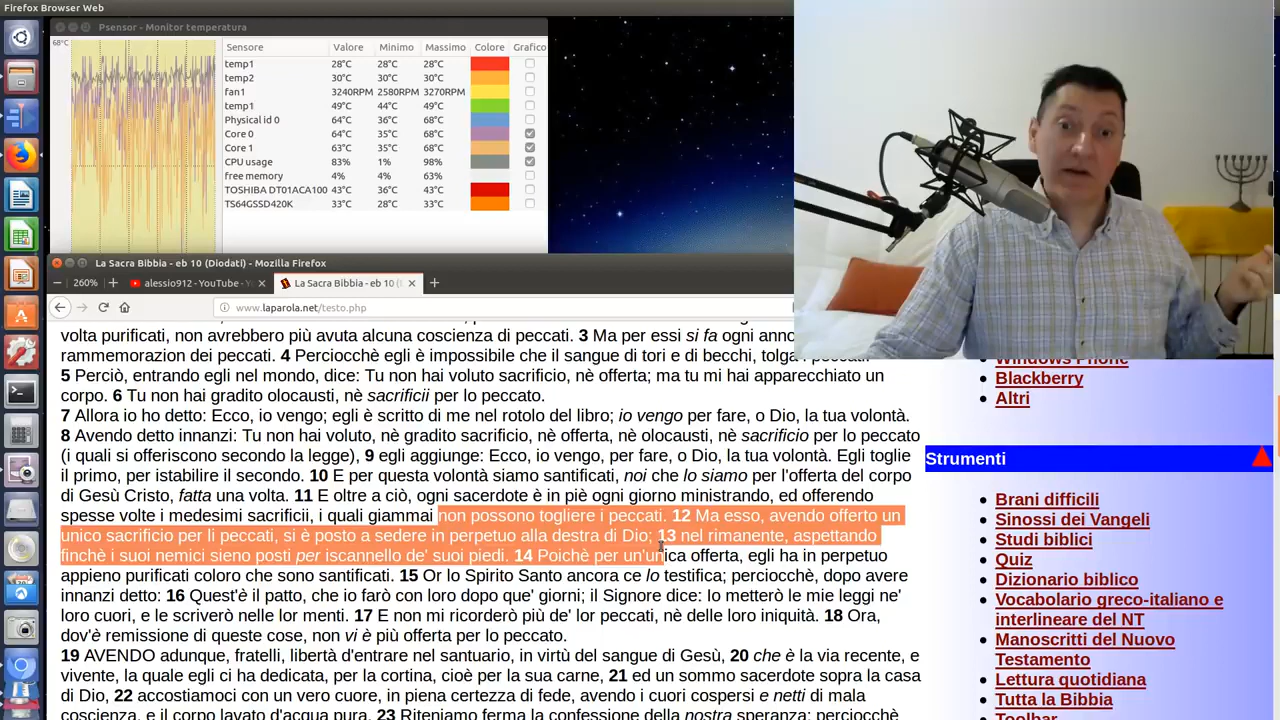 Firefox Browser Web
Psensor - Monitor temperatura
68°C
Sensore Valore Minimo Massimo Colore Grafico
temp1 28°C 28°C 28°C
temp2 30°C 30°C 30°C
fan1 3240RPM 2580RPM 3270RPM
temp1 49°C 44°C 49°C
Physical id 0 64°C 36°C 68°C
Core 0 64°C 35°C 68°C
Core 1 63°C 35°C 68°C
CPU usage 83% 1% 98%
free memory 4% 4% 63%
TOSHIBA DT01ACA100 43°C 36°C 43°C
TS64GSSD420K 33°C 28°C 33°C
La Sacra Bibbia - eb 10 (Diodati) - Mozilla Firefox
260% alessio912 - YouTube - Y La Sacra Bibbia - eb 10 (
www.laparola.net/testo.php
volta purificati, non avrebbero più avuta alcuna coscienza di peccati. 3 Ma per essi si fa ogni anno
rammemorazion dei peccati. 4 Perciocchè egli è impossibile che il sangue di tori e di becchi, tolga i peccati.
5 Perciò, entrando egli nel mondo, dice: Tu non hai voluto sacrificio, nè offerta; ma tu mi hai apparecchiato un
corpo. 6 Tu non hai gradito olocausti, nè sacrificii per lo peccato.
7 Allora io ho detto: Ecco, io vengo; egli è scritto di me nel rotolo del libro; io vengo per fare, o Dio, la tua volontà.
8 Avendo detto innanzi: Tu non hai voluto, nè gradito sacrificio, nè offerta, nè olocausti, nè sacrificio per lo peccato
(i quali si offeriscono secondo la legge), 9 egli aggiunge: Ecco, io vengo, per fare, o Dio, la tua volontà. Egli toglie
il primo, per istabilire il secondo. 10 E per questa volontà siamo santificati, noi che lo siamo per l'offerta del corpo
di Gesù Cristo, fatta una volta. 11 E oltre a ciò, ogni sacerdote è in piè ogni giorno ministrando, ed offerendo
spesse volte i medesimi sacrificii, i quali giammai non possono togliere i peccati. 12 Ma esso, avendo offerto un
unico sacrificio per li peccati, si è posto a sedere in perpetuo alla destra di Dio; 13 nel rimanente, aspettando
finchè i suoi nemici sieno posti per iscannello de' suoi piedi. 14 Poichè per un'unica offerta, egli ha in perpetuo
appieno purificati coloro che sono santificati. 15 Or lo Spirito Santo ancora ce lo testifica; perciocchè, dopo avere
innanzi detto: 16 Quest'è il patto, che io farò con loro dopo que' giorni; il Signore dice: Io metterò le mie leggi ne'
loro cuori, e le scriverò nelle lor menti. 17 E non mi ricorderò più de' lor peccati, nè delle loro iniquità. 18 Ora,
dov'è remissione di queste cose, non vi è più offerta per lo peccato.
19 AVENDO adunque, fratelli, libertà d'entrare nel santuario, in virtù del sangue di Gesù, 20 che è la via recente, e
vivente, la quale egli ci ha dedicata, per la cortina, cioè per la sua carne, 21 ed un sommo sacerdote sopra la casa
di Dio, 22 accostiamoci con un vero cuore, in piena certezza di fede, avendo i cuori cospersi e netti di mala
coscienza, e il corpo lavato d'acqua pura. 23 Riteniamo ferma la confessione della nostra speranza; perciocchè
Windows Phone
Blackberry
Altri
Strumenti
Brani difficili
Sinossi dei Vangeli
Studi biblici
Quiz
Dizionario biblico
Vocabolario greco-italiano e
interlineare del NT
Manoscritti del Nuovo
Testamento
Lettura quotidiana
Tutta la Bibbia
Toolbar